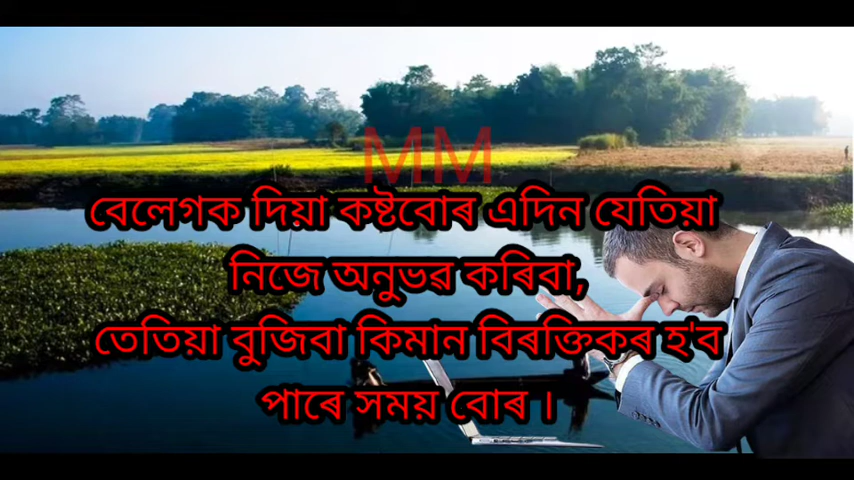 MM
বেলেগক দিয়া কষ্টবোৰ এদিন যেতিয়া
নিজে অনুভৱ কৰিবা,
তেতিয়া বুজিবা কিমান বিৰক্তিকৰ হ'ব
পাৰে সময় বোৰ ।